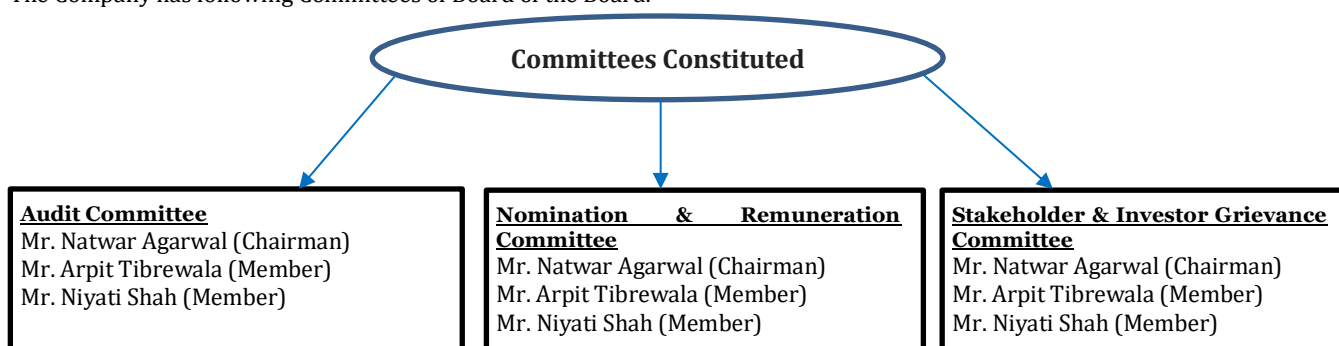 The Company has following Committees of Board of the Board:
Committees Constituted
Audit Committee
Mr. Natwar Agarwal (Chairman)
Mr. Arpit Tibrewala (Member)
Mr. Niyati Shah (Member)
Nomination & Remuneration
Committee
Mr. Natwar Agarwal (Chairman)
Mr. Arpit Tibrewala (Member)
Mr. Niyati Shah (Member)
Stakeholder & Investor Grievance
Committee
Mr. Natwar Agarwal (Chairman)
Mr. Arpit Tibrewala (Member)
Mr. Niyati Shah (Member)